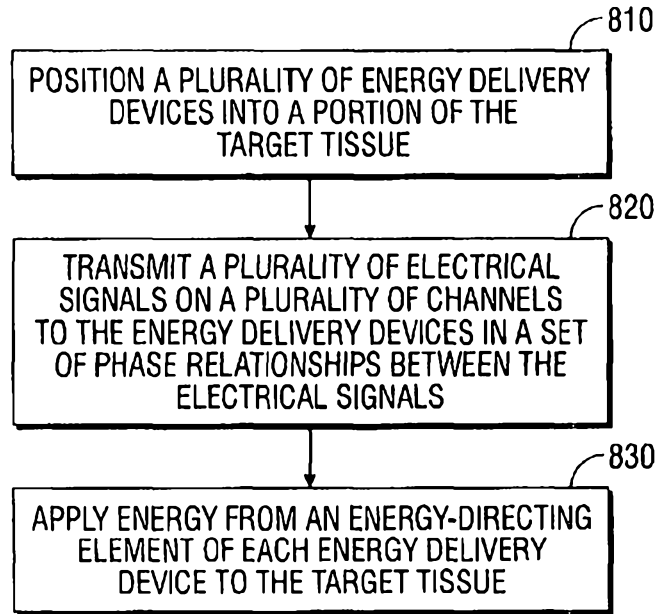 810
POSITION A PLURALITY OF ENERGY DELIVERY
DEVICES INTO A PORTION OF THE
TARGET TISSUE
820
TRANSMIT A PLURALITY OF ELECTRICAL
SIGNALS ON A PLURALITY OF CHANNELS
TO THE ENERGY DELIVERY DEVICES IN A SET
OF PHASE RELATIONSHIPS BETWEEN THE
ELECTRICAL SIGNALS
830
APPLY ENERGY FROM AN ENERGY-DIRECTING
ELEMENT OF EACH ENERGY DELIVERY
DEVICE TO THE TARGET TISSUE